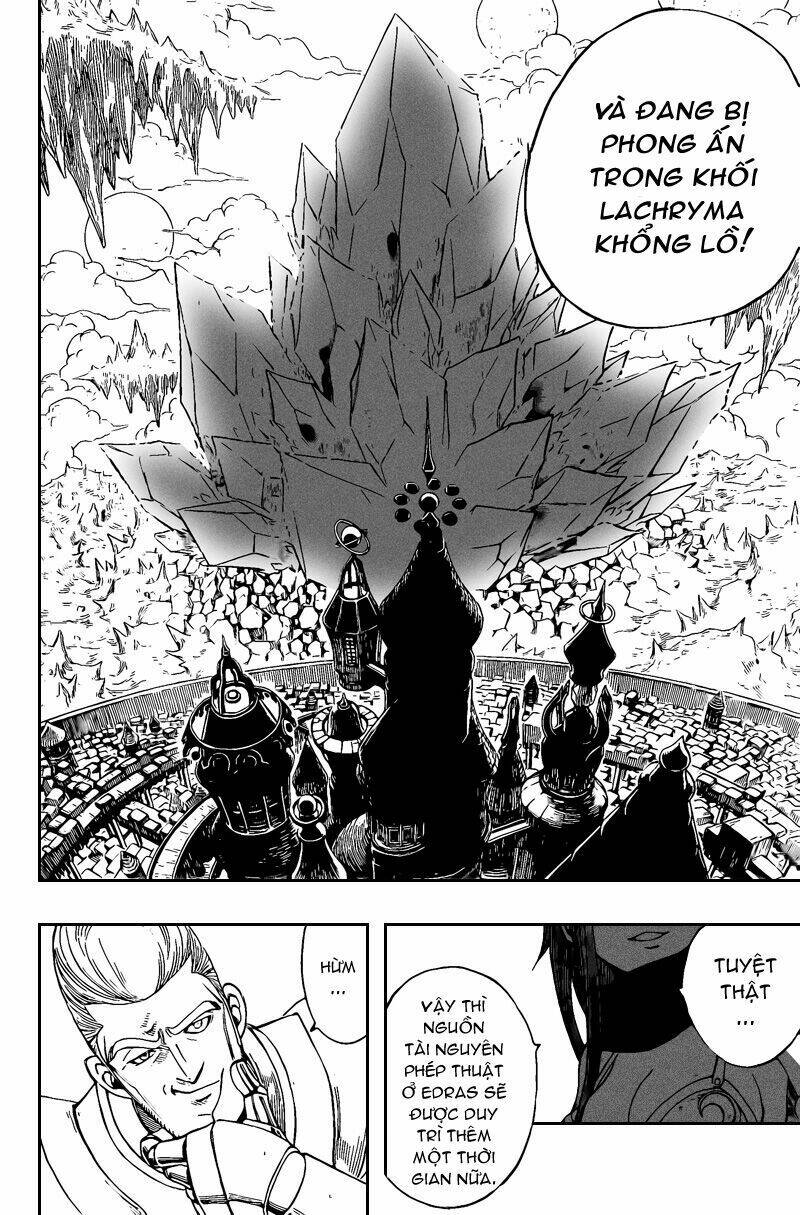 VÀ ĐANG BỊ
PHONG ẤN
TRONG KHỐI
LACHRYMA
KHỔNG LỒ!
TUYỆT
THẬT
...
VẬY THÌ
NGUỒN
TÀI NGUYÊN
PHÉP THUẬT
Ở EDRAS SẼ
ĐƯỢC DUY
TRÌ THÊM
MỘT THỜI
GIAN NỮA.
HỪM
...